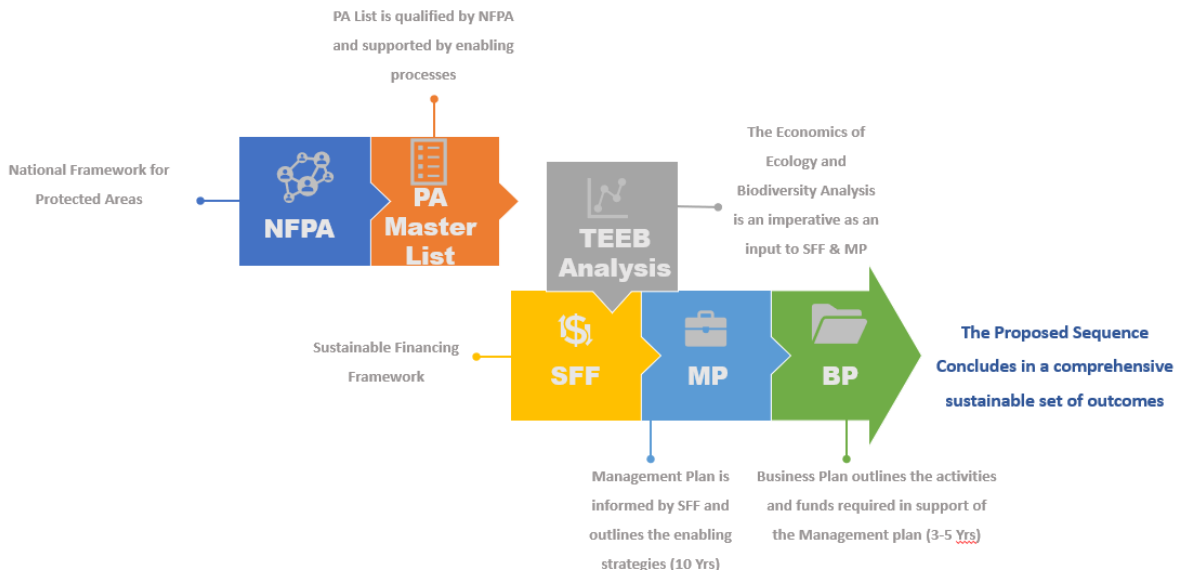 PA List is qualified by NFPA
and supported by enabling
processes
National Framework for
Protected Areas
NFPA
PA
Master
List
TEEB
Analysis
The Economics of
Ecology and
Biodiversity Analysis
is an imperative as an
input to SFF & MP
Sustainable Financing
Framework
SFF
MP
BP
The Proposed Sequence
Concludes in a comprehensive
sustainable set of outcomes
Management Plan is
informed by SFF and
outlines the enabling
strategies (10 Yrs)
Business Plan outlines the activities
and funds required in support of
the Management plan (3-5 Yrs)